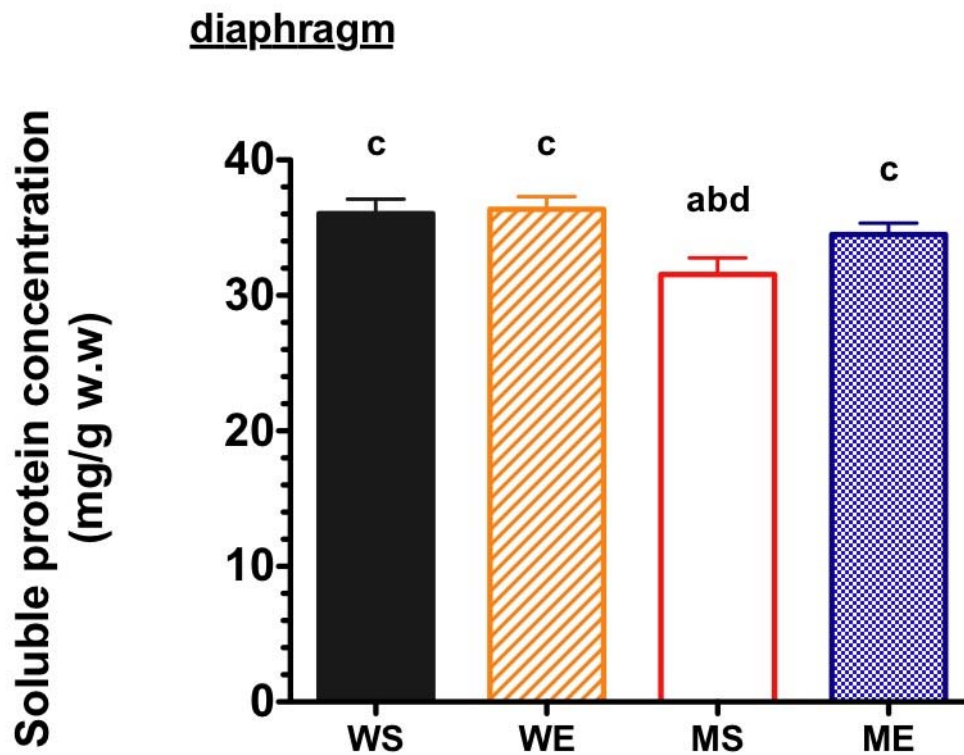 diaphragm
Soluble protein concentration
(mg/g w.w)
40
30
20
10
0
c
c
abd
c
WS
WE
MS
ME